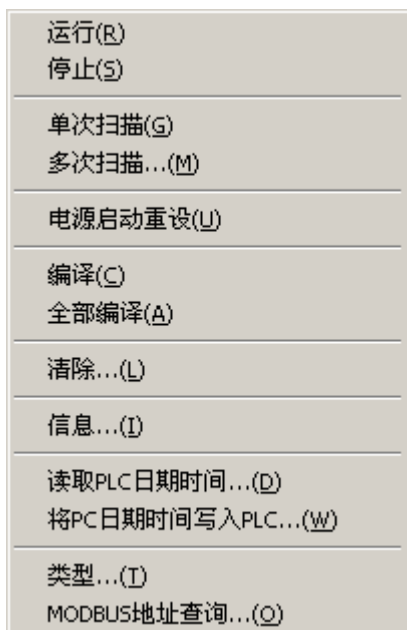 运行(R)
停止(S)
单次扫描(G)
多次扫描...(M)
电源启动重设(U)
编译(C)
全部编译(A)
清除...(L)
信息...(I)
读取PLC日期时间...(D)
将PC日期时间写入PLC...(W)
类型...(T)
MODBUS地址查询...(O)